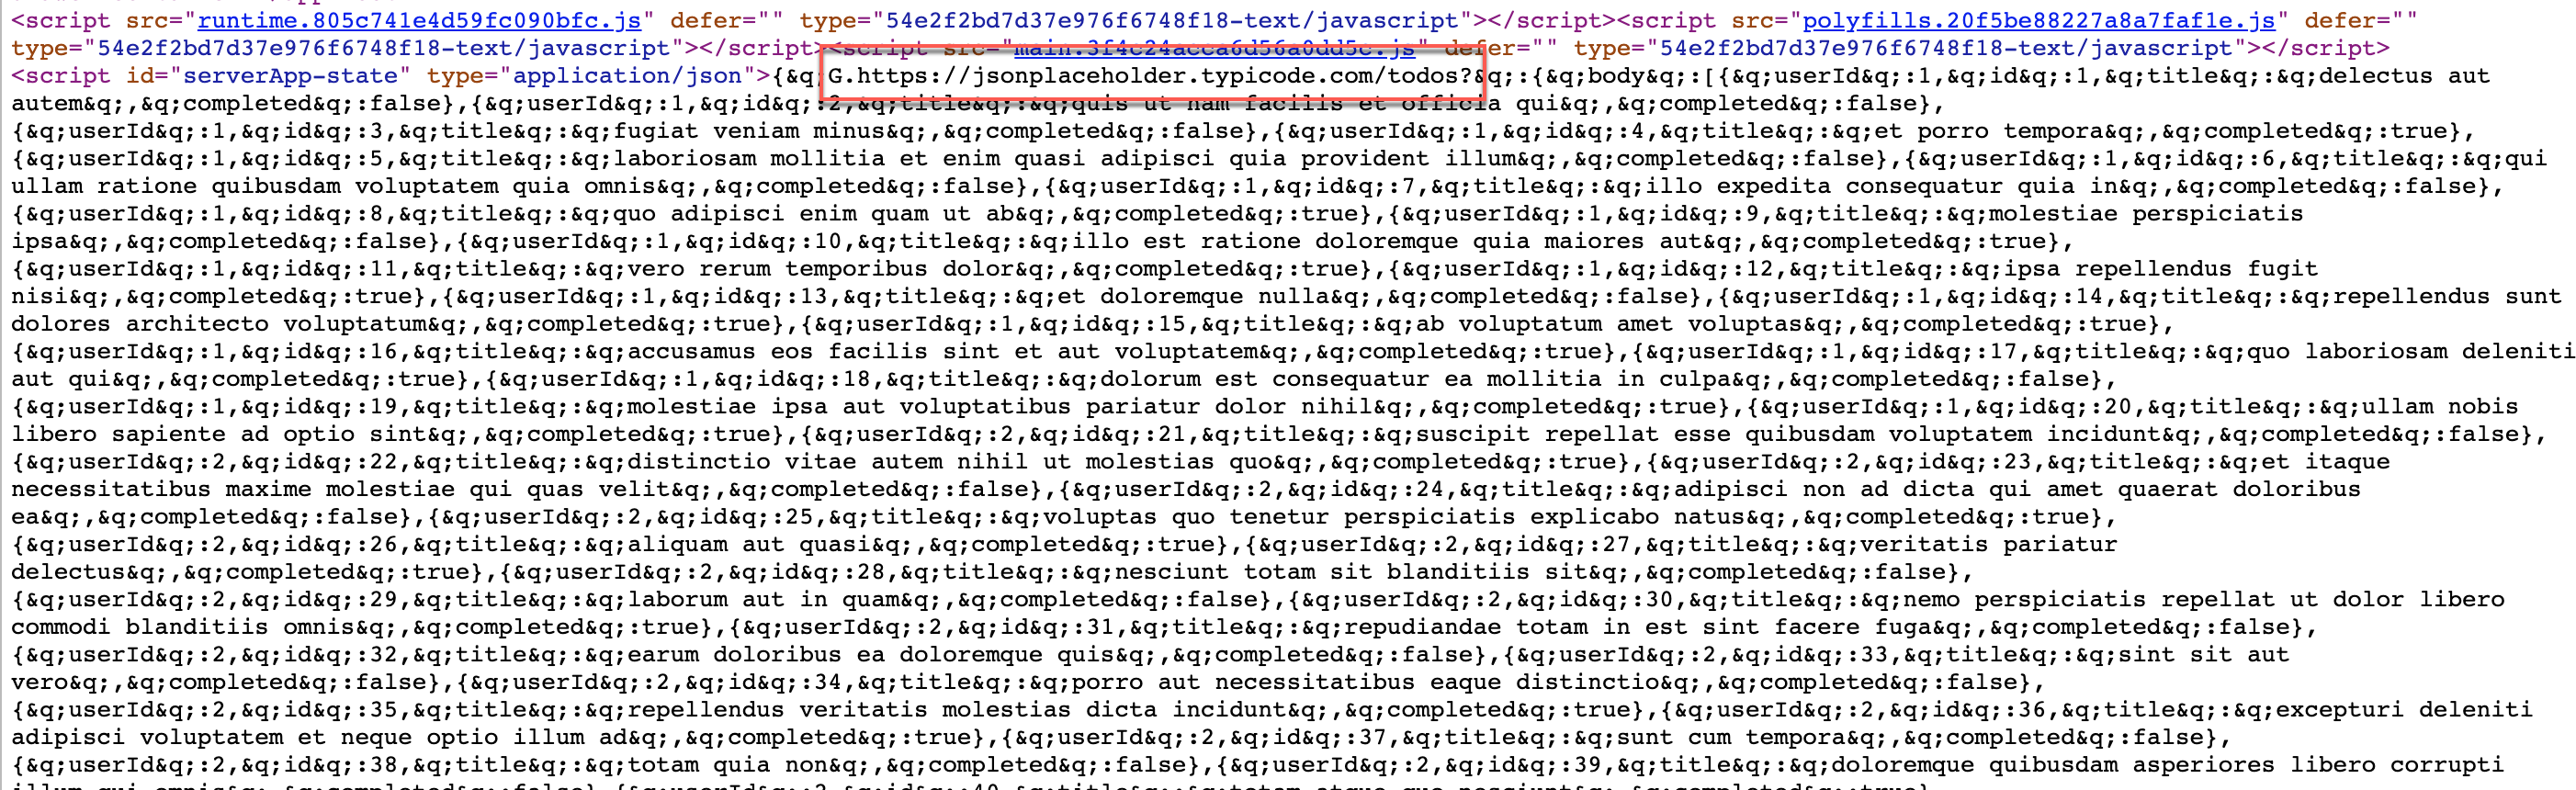 <script src="runtime.805c741e4d59fc090bfc.js" defer="" type="54e2f2bd7d37e976f6748f18-text/javascript"></script><script src="polyfills.20f5be88227a8a7faf1e.js" defer=""
type="54e2f2bd7d37e976f6748f18-text/javascript"></script><script src="main.3f4c24acca6d56a0dd5c.js" defer="" type="54e2f2bd7d37e976f6748f18-text/javascript"></script>
<script id="serverApp-state" type="application/json">{&q;G.https://jsonplaceholder.typicode.com/todos?&q;:{&q;body&q;:[{&q;userId&q;:1,&q;id&q;:1,&q;title&q;:&q;delectus aut
autem&q;,&q;completed&q;:false},{&q;userId&q;:1,&q;id&q;:2,&q;title&q;:&q;quis ut nam facilis et officia qui&q;,&q;completed&q;:false},
{&q;userId&q;:1,&q;id&q;:3,&q;title&q;:&q;fugiat veniam minus&q;,&q;completed&q;:false},{&q;userId&q;:1,&q;id&q;:4,&q;title&q;:&q;et porro tempora&q;,&q;completed&q;:true},
{&q;userId&q;:1,&q;id&q;:5,&q;title&q;:&q;laboriosam mollitia et enim quasi adipisci quia provident illum&q;,&q;completed&q;:false},{&q;userId&q;:1,&q;id&q;:6,&q;title&q;:&q;qui
ullam ratione quibusdam voluptatem quia omnis&q;,&q;completed&q;:false},{&q;userId&q;:1,&q;id&q;:7,&q;title&q;:&q;illo expedita consequatur quia in&q;,&q;completed&q;:false},
{&q;userId&q;:1,&q;id&q;:8,&q;title&q;:&q;quo adipisci enim quam ut ab&q;,&q;completed&q;:true},{&q;userId&q;:1,&q;id&q;:9,&q;title&q;:&q;molestiae perspiciatis
ipsa&q;,&q;completed&q;:false},{&q;userId&q;:1,&q;id&q;:10,&q;title&q;:&q;illo est ratione doloremque quia maiores aut&q;,&q;completed&q;:true},
{&q;userId&q;:1,&q;id&q;:11,&q;title&q;:&q;vero rerum temporibus dolor&q;,&q;completed&q;:true},{&q;userId&q;:1,&q;id&q;:12,&q;title&q;:&q;ipsa repellendus fugit
nisi&q;,&q;completed&q;:true},{&q;userId&q;:1,&q;id&q;:13,&q;title&q;:&q;et doloremque nulla&q;,&q;completed&q;:false},{&q;userId&q;:1,&q;id&q;:14,&q;title&q;:&q;repellendus sunt
dolores architecto voluptatum&q;,&q;completed&q;:true},{&q;userId&q;:1,&q;id&q;:15,&q;title&q;:&q;ab voluptatum amet voluptas&q;,&q;completed&q;:true},
{&q;userId&q;:1,&q;id&q;:16,&q;title&q;:&q;accusamus eos facilis sint et aut voluptatem&q;,&q;completed&q;:true},{&q;userId&q;:1,&q;id&q;:17,&q;title&q;:&q;quo laboriosam deleniti
aut qui&q;,&q;completed&q;:true},{&q;userId&q;:1,&q;id&q;:18,&q;title&q;:&q;dolorum est consequatur ea mollitia in culpa&q;,&q;completed&q;:false},
{&q;userId&q;:1,&q;id&q;:19,&q;title&q;:&q;molestiae ipsa aut voluptatibus pariatur dolor nihil&q;,&q;completed&q;:true},{&q;userId&q;:1,&q;id&q;:20,&q;title&q;:&q;ullam nobis
libero sapiente ad optio sint&q;,&q;completed&q;:true},{&q;userId&q;:2,&q;id&q;:21,&q;title&q;:&q;suscipit repellat esse quibusdam voluptatem incidunt&q;,&q;completed&q;:false},
{&q;userId&q;:2,&q;id&q;:22,&q;title&q;:&q;distinctio vitae autem nihil ut molestias quo&q;,&q;completed&q;:true},{&q;userId&q;:2,&q;id&q;:23,&q;title&q;:&q;et itaque
necessitatibus maxime molestiae qui quas velit&q;,&q;completed&q;:false},{&q;userId&q;:2,&q;id&q;:24,&q;title&q;:&q;adipisci non ad dicta qui amet quaerat doloribus
ea&q;,&q;completed&q;:false},{&q;userId&q;:2,&q;id&q;:25,&q;title&q;:&q;voluptas quo tenetur perspiciatis explicabo natus&q;,&q;completed&q;:true},
{&q;userId&q;:2,&q;id&q;:26,&q;title&q;:&q;aliquam aut quasi&q;,&q;completed&q;:true},{&q;userId&q;:2,&q;id&q;:27,&q;title&q;:&q;veritatis pariatur
delectus&q;,&q;completed&q;:true},{&q;userId&q;:2,&q;id&q;:28,&q;title&q;:&q;nesciunt totam sit blanditiis sit&q;,&q;completed&q;:false},
{&q;userId&q;:2,&q;id&q;:29,&q;title&q;:&q;laborum aut in quam&q;,&q;completed&q;:false},{&q;userId&q;:2,&q;id&q;:30,&q;title&q;:&q;nemo perspiciatis repellat ut dolor libero
commodi blanditiis omnis&q;,&q;completed&q;:true},{&q;userId&q;:2,&q;id&q;:31,&q;title&q;:&q;repudiandae totam in est sint facere fuga&q;,&q;completed&q;:false},
{&q;userId&q;:2,&q;id&q;:32,&q;title&q;:&q;earum doloribus ea doloremque quis&q;,&q;completed&q;:false},{&q;userId&q;:2,&q;id&q;:33,&q;title&q;:&q;sint sit aut
vero&q;,&q;completed&q;:false},{&q;userId&q;:2,&q;id&q;:34,&q;title&q;:&q;porro aut necessitatibus eaque distinctio&q;,&q;completed&q;:false},
{&q;userId&q;:2,&q;id&q;:35,&q;title&q;:&q;repellendus veritatis molestias dicta incidunt&q;,&q;completed&q;:true},{&q;userId&q;:2,&q;id&q;:36,&q;title&q;:&q;excepturi deleniti
adipisci voluptatem et neque optio illum ad&q;,&q;completed&q;:true},{&q;userId&q;:2,&q;id&q;:37,&q;title&q;:&q;sunt cum tempora&q;,&q;completed&q;:false},
{&q;userId&q;:2,&q;id&q;:38,&q;title&q;:&q;totam quia non&q;,&q;completed&q;:false},{&q;userId&q;:2,&q;id&q;:39,&q;title&q;:&q;doloremque quibusdam asperiores libero corrupti